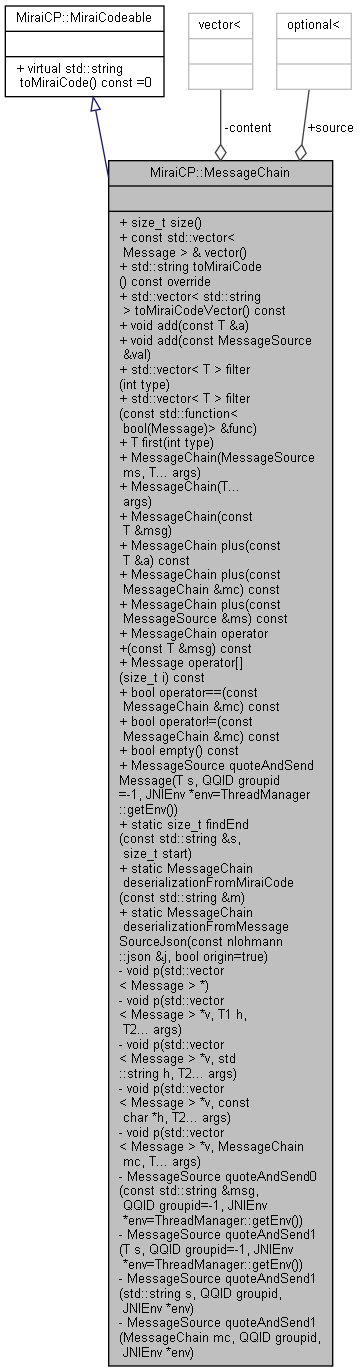 MiraiCP::MiraiCodeable
+ virtual std::string
toMiraiCode() const =0
vector<
optional<
-content
+source
MiraiCP::MessageChain
+ size_t size()
+ const std::vector<
Message > & vector()
+ std::string toMiraiCode
() const override
+ std::vector< std::string
> toMiraiCodeVector() const
+ void add(const T &a)
+ void add(const MessageSource
&val)
+ std::vector< T > filter
(int type)
+ std::vector< T > filter
(const std::function<
bool(Message)> &func)
+ T first(int type)
+ MessageChain(MessageSource
ms, T... args)
+ MessageChain(T...
args)
+ MessageChain(const
T &msg)
+ MessageChain plus(const
T &a) const
+ MessageChain plus(const
MessageChain &mc) const
+ MessageChain plus(const
MessageSource &ms) const
+ MessageChain operator
+(const T &msg) const
+ Message operator[]
(size_t i) const
+ bool operator==(const
MessageChain &mc) const
+ bool operator!=(const
MessageChain &mc) const
+ bool empty() const
+ MessageSource quoteAndSend
Message(T s, QQID groupid
=-1, JNIEnv *env=ThreadManager
::getEnv())
+ static size_t findEnd
(const std::string &s,
size_t start)
+ static MessageChain
deserializationFromMiraiCode
(const std::string &m)
+ static MessageChain
deserializationFromMessage
SourceJson(const nlohmann
::json &j, bool origin=true)
- void p(std::vector
< Message > *)
- void p(std::vector
< Message > *v, T1 h,
T2... args)
- void p(std::vector
< Message > *v, std
::string h, T2... args)
- void p(std::vector
< Message > *v, const
char *h, T2... args)
- void p(std::vector
< Message > *v, MessageChain
mc, T... args)
- MessageSource quoteAndSend0
(const std::string &msg,
QQID groupid=-1, JNIEnv
*env=ThreadManager::getEnv())
- MessageSource quoteAndSend1
(T s, QQID groupid=-1, JNIEnv
*env=ThreadManager::getEnv())
- MessageSource quoteAndSend1
(std::string s, QQID groupid,
JNIEnv *env)
- MessageSource quoteAndSend1
(MessageChain mc, QQID groupid,
JNIEnv *env)